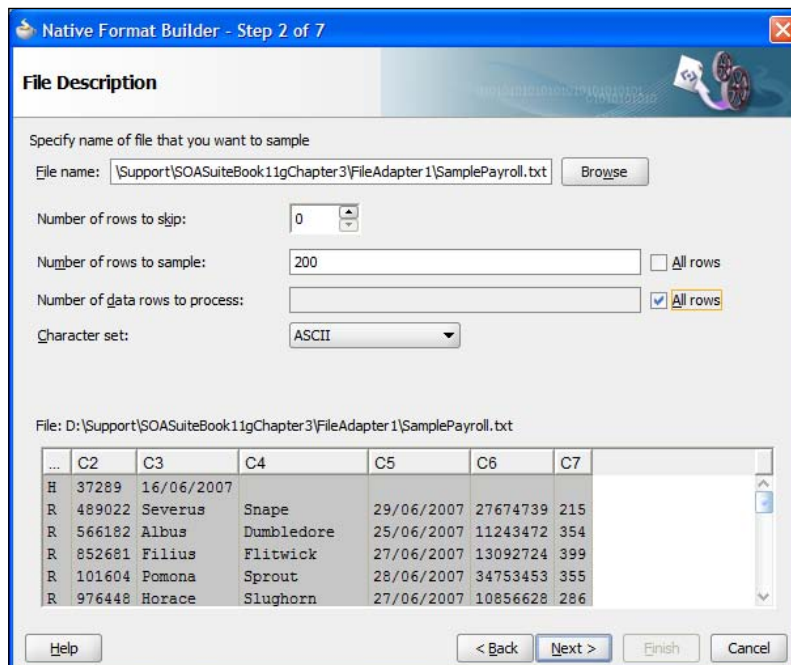 Native Format Builder - Step 2 of 7
File Description
Specify name of file that you want to sample
File name: \Support\SOASuiteBook11gChapter3\FileAdapter1\SamplePayroll.txt Browse
Number of rows to skip: 0
Number of rows to sample: 200 All rows
Number of data rows to process: All rows
Character set: ASCII
File: D:\Support\SOASuiteBook11gChapter3\FileAdapter1\SamplePayroll.txt
... C2 C3 C4 C5 C6 C7
H 37289 16/06/2007
R 489022 Severus Snape 29/06/2007 27674739 215
R 566182 Albus Dumbledore 25/06/2007 11243472 354
R 852681 Filius Flitwick 27/06/2007 13092724 399
R 101604 Pomona Sprout 28/06/2007 34753453 355
R 976448 Horace Slughorn 27/06/2007 10856628 286
Help < Back Next > Finish Cancel